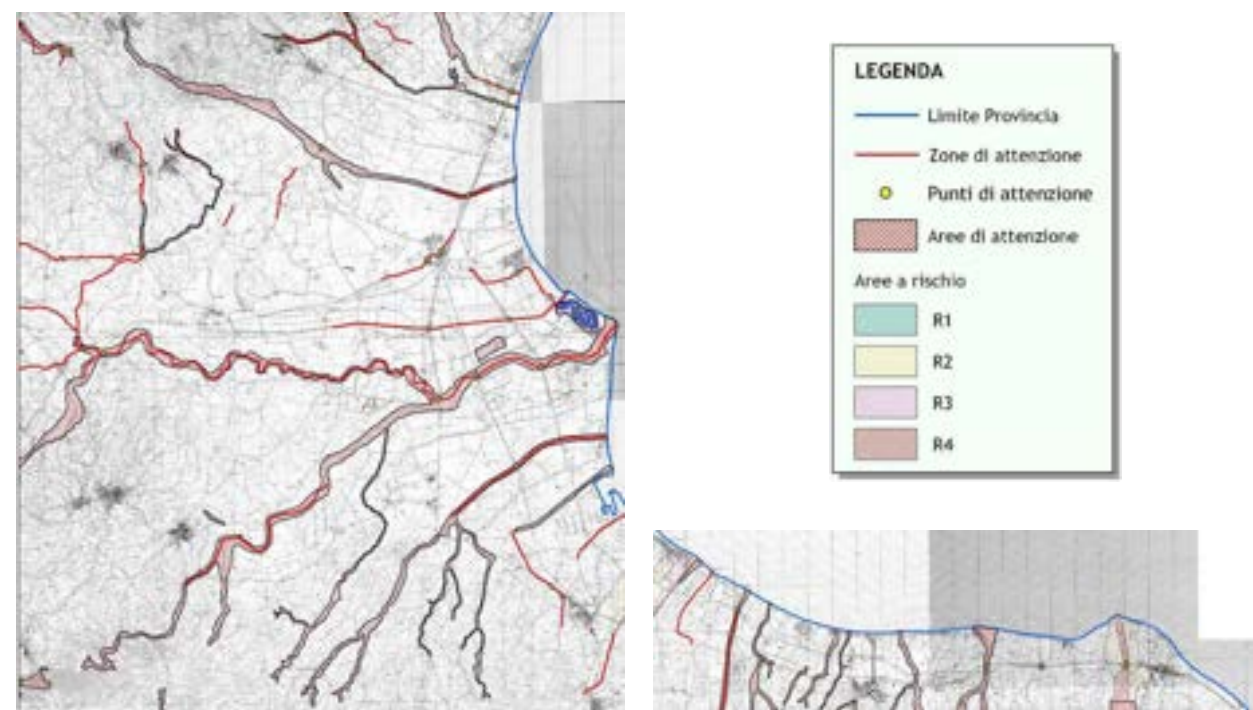 LEGENDA
Limite Provincia
Zone di attenzione
Punti di attenzione
Aree di attenzione
Aree a rischio
R1
R2
R3
R4